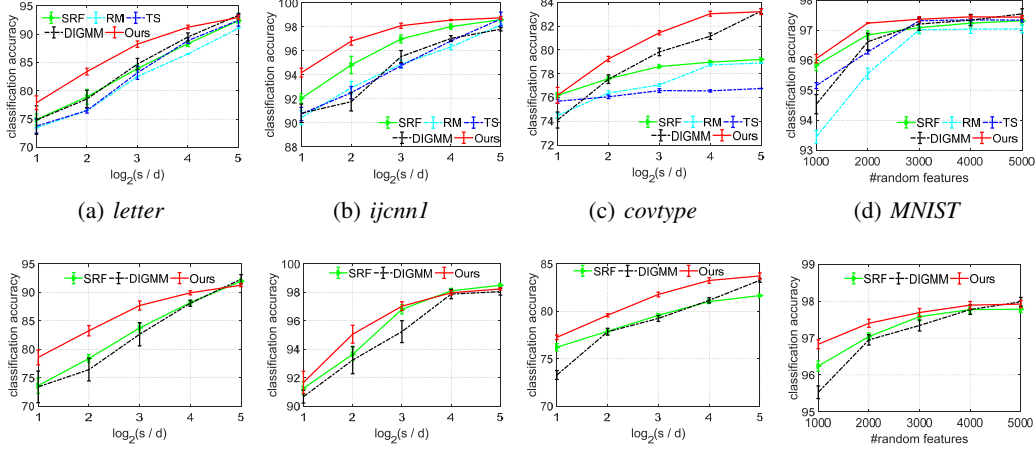 classification accuracy
95
90
85
80
75
70
SRF RM TS
DIGMM Ours
1 2 3 4 5
log2(s / d)
(a) letter
classification accuracy
100
98
96
94
92
90
88
SRF RM TS
DIGMM Ours
1 2 3 4 5
log2(s / d)
(b) ijcnn1
classification accuracy
86
84
82
80
78
76
74
72
SRF RM TS
DIGMM Ours
1 2 3 4 5
log2(s / d)
(c) covtype
classification accuracy
98
97
96
95
94
93
SRF RM TS
DIGMM Ours
1000 2000 3000 4000 5000
#random features
(d) MNIST
classification accuracy
95
90
85
80
75
70
SRF DIGMM Ours
1 2 3 4 5
log2(s / d)
classification accuracy
100
98
96
94
92
90
SRF DIGMM Ours
1 2 3 4 5
log2(s / d)
classification accuracy
85
80
75
70
SRF DIGMM Ours
1 2 3 4 5
log2(s / d)
classification accuracy
99
98
97
96
95
SRF DIGMM Ours
1000 2000 3000 4000 5000
#random features